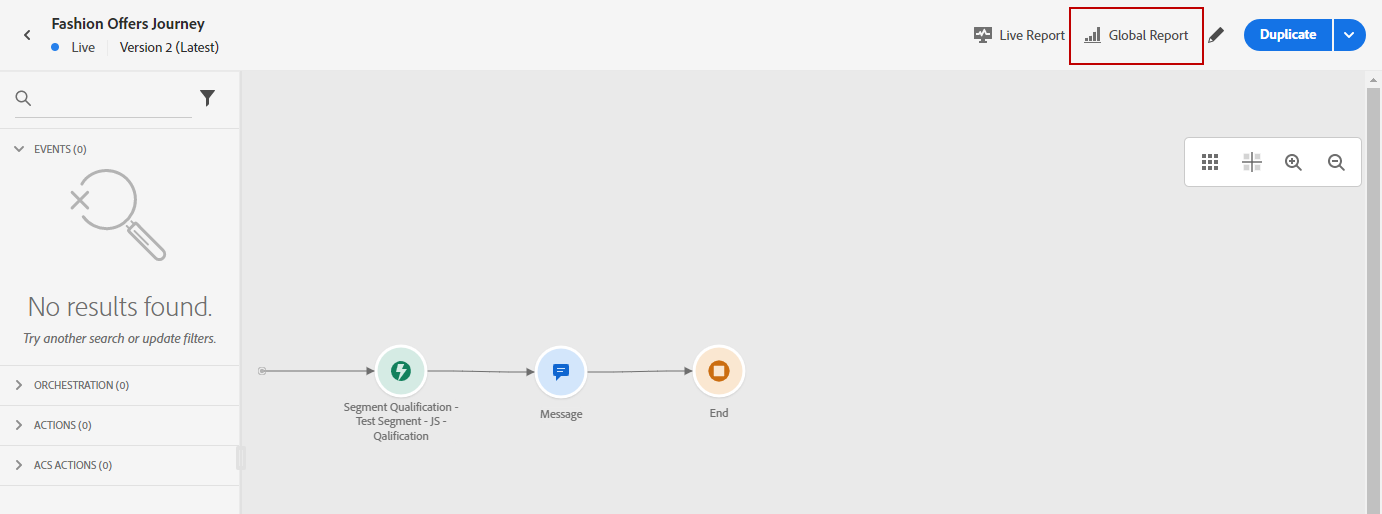 Fashion Offers Journey
Live Version 2 (Latest)
Live Report Global Report Duplicate
EVENTS (0)
No results found.
Try another search or update filters.
ORCHESTRATION (0)
ACTIONS (0)
ACS ACTIONS (0)
Segment Qualification -
Test Segment - JS -
Qalification
Message
End